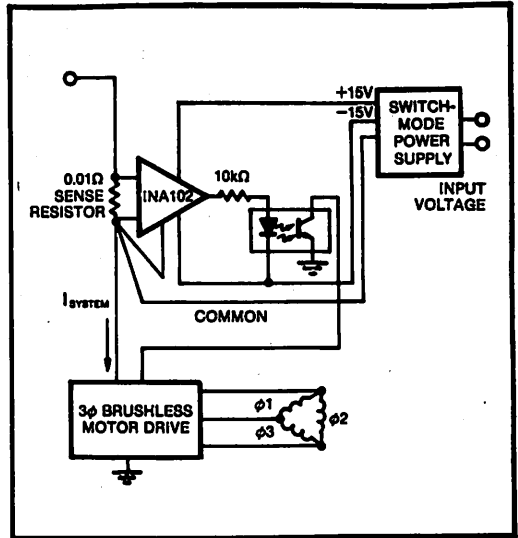 +15V
−15V
SWITCH-
MODE
POWER
SUPPLY
INPUT
VOLTAGE
0.01Ω
SENSE
RESISTOR
INA102
10kΩ
ISYSTEM
COMMON
3ϕ BRUSHLESS
MOTOR DRIVE
ϕ1
ϕ2
ϕ3